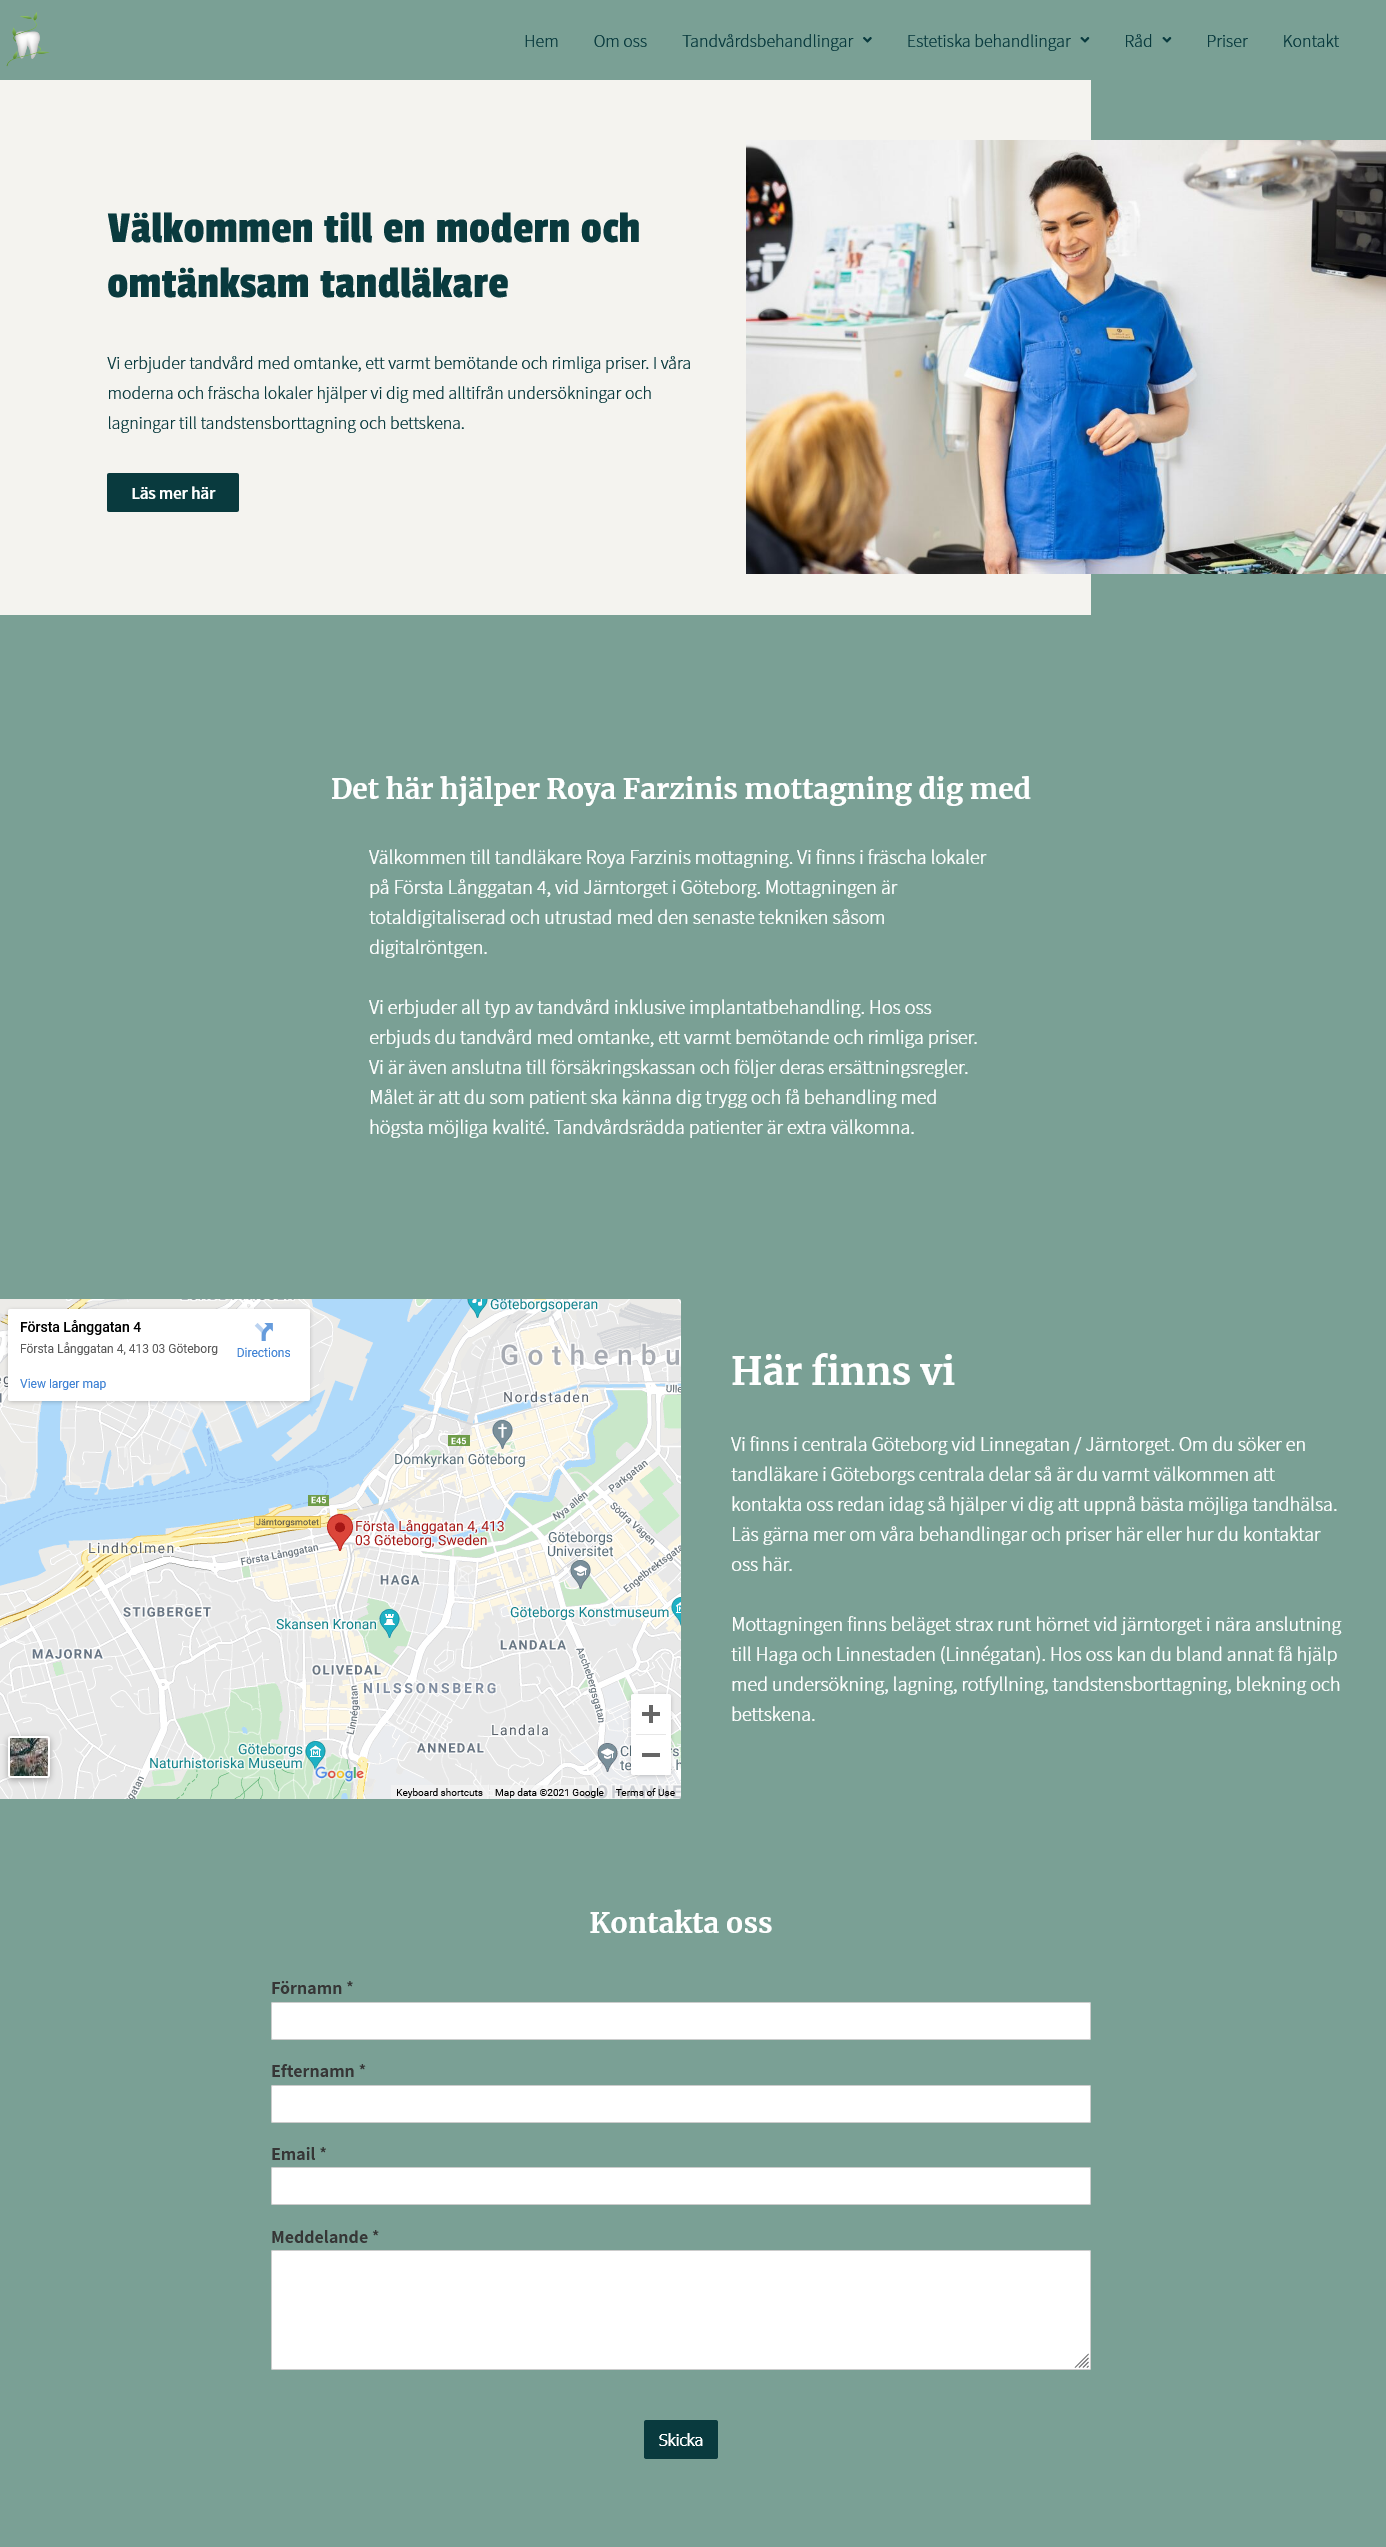 Hem Om oss Tandvårdsbehandlingar Estetiska behandlingar Råd Priser Kontakt
Välkommen till en modern och
omtänksam tandläkare
Vi erbjuder tandvård med omtanke, ett varmt bemötande och rimliga priser. I våra
moderna och fräscha lokaler hjälper vi dig med alltifrån undersökningar och
lagningar till tandstensborttagning och bettskena.
Läs mer här
Det här hjälper Roya Farzinis mottagning dig med
Välkommen till tandläkare Roya Farzinis mottagning. Vi finns i fräscha lokaler
på Första Långgatan 4, vid Järntorget i Göteborg. Mottagningen är
totaldigitaliserad och utrustad med den senaste tekniken såsom
digitalröntgen.
Vi erbjuder all typ av tandvård inklusive implantatbehandling. Hos oss
erbjuds du tandvård med omtanke, ett varmt bemötande och rimliga priser.
Vi är även anslutna till försäkringskassan och följer deras ersättningsregler.
Målet är att du som patient ska känna dig trygg och få behandling med
högsta möjliga kvalité. Tandvårdsrädda patienter är extra välkomna.
Första Långgatan 4
Första Långgatan 4, 413 03 Göteborg
Directions
View larger map
Göteborgsoperan
Gothenbu
Ulle
Nordstaden
E45
Domkyrkan Göteborg
Parkgatan
E45
Nya allén
Järntorgsmotet
Första Långgatan 4, 413
03 Göteborg, Sweden
Södra Vägen
Lindholmen
Första Långgatan
Göteborgs
Universitet
Engelbrektsgata
HAGA
STIGBERGET
Skansen Kronan
Göteborgs Konstmuseum
MAJORNA
LANDALA
Aschebergsgatan
OLIVEDAL
NILSSONSBERG
Linnégatan
Landala
ANNEDAL
Göteborgs
Naturhistoriska Museum
Google
Keyboard shortcuts Map data ©2021 Google Terms of Use
Här finns vi
Vi finns i centrala Göteborg vid Linnegatan / Järntorget. Om du söker en
tandläkare i Göteborgs centrala delar så är du varmt välkommen att
kontakta oss redan idag så hjälper vi dig att uppnå bästa möjliga tandhälsa.
Läs gärna mer om våra behandlingar och priser här eller hur du kontaktar
oss här.
Mottagningen finns beläget strax runt hörnet vid järntorget i nära anslutning
till Haga och Linnestaden (Linnégatan). Hos oss kan du bland annat få hjälp
med undersökning, lagning, rotfyllning, tandstensborttagning, blekning och
bettskena.
Kontakta oss
Förnamn *
Efternamn *
Email *
Meddelande *
Skicka